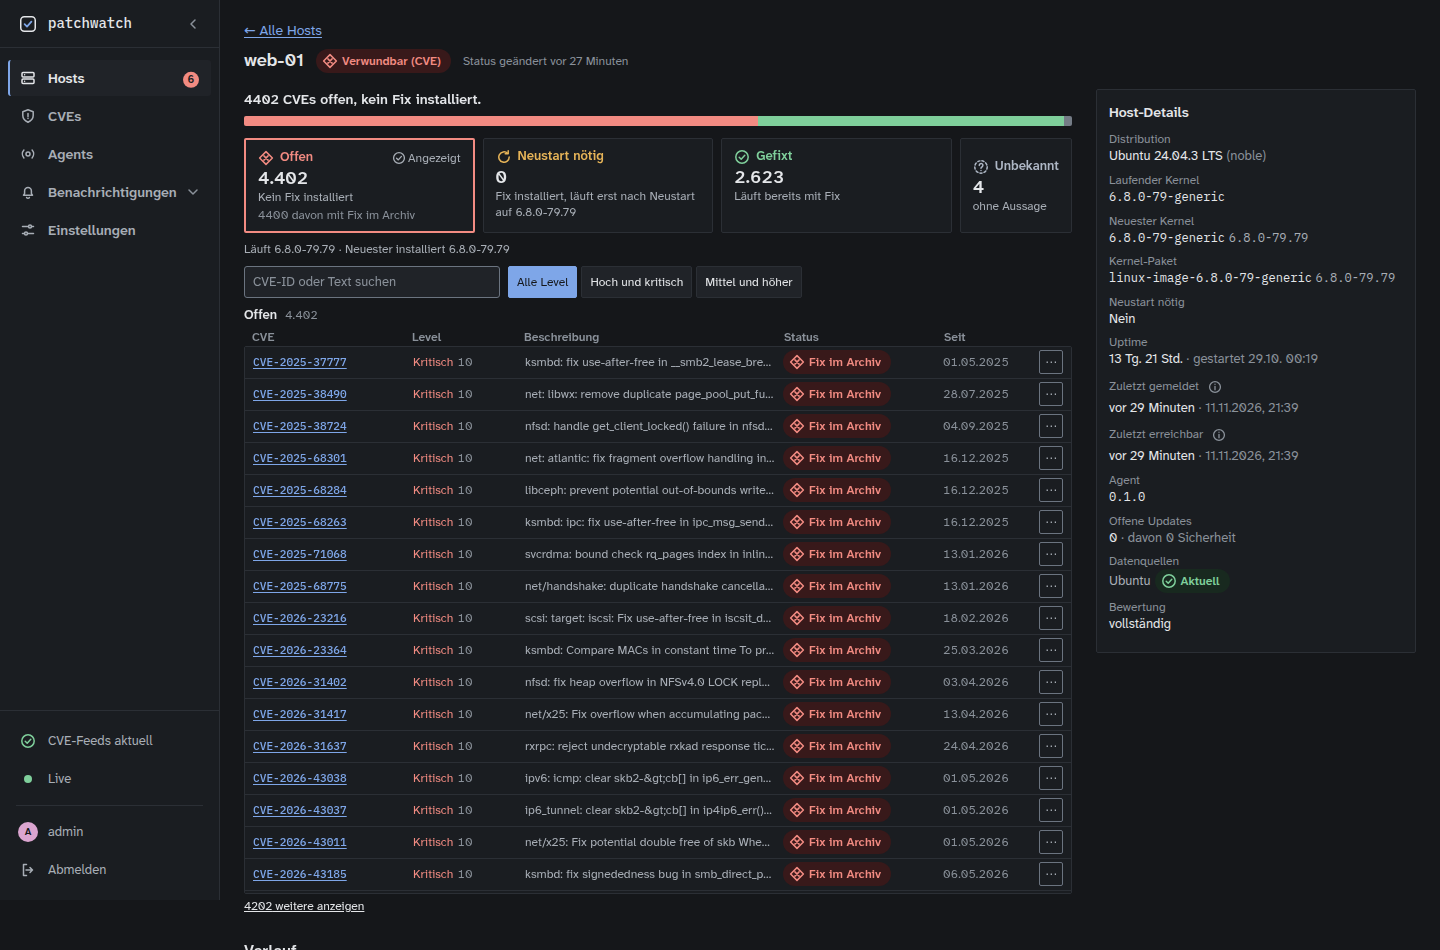 patchwatch
Hosts 6
CVEs
Agents
Benachrichtigungen
Einstellungen
CVE-Feeds aktuell
Live
A admin
Abmelden
← Alle Hosts
web-01 Verwundbar (CVE) Status geändert vor 27 Minuten
4402 CVEs offen, kein Fix installiert.
Offen Angezeigt
4.402
Kein Fix installiert
4400 davon mit Fix im Archiv
Neustart nötig
0
Fix installiert, läuft erst nach Neustart
auf 6.8.0-79.79
Gefixt
2.623
Läuft bereits mit Fix
Unbekannt
4
ohne Aussage
Läuft 6.8.0-79.79 · Neuester installiert 6.8.0-79.79
CVE-ID oder Text suchen Alle Level Hoch und kritisch Mittel und höher
Offen 4.402
CVE Level Beschreibung Status Seit
CVE-2025-37777 Kritisch 10 ksmbd: fix use-after-free in __smb2_lease_bre... Fix im Archiv 01.05.2025 ...
CVE-2025-38490 Kritisch 10 net: libwx: remove duplicate page_pool_put_fu... Fix im Archiv 28.07.2025 ...
CVE-2025-38724 Kritisch 10 nfsd: handle get_client_locked() failure in nfsd... Fix im Archiv 04.09.2025 ...
CVE-2025-68301 Kritisch 10 net: atlantic: fix fragment overflow handling in... Fix im Archiv 16.12.2025 ...
CVE-2025-68284 Kritisch 10 libceph: prevent potential out-of-bounds write... Fix im Archiv 16.12.2025 ...
CVE-2025-68263 Kritisch 10 ksmbd: ipc: fix use-after-free in ipc_msg_send... Fix im Archiv 16.12.2025 ...
CVE-2025-71068 Kritisch 10 svcrdma: bound check rq_pages index in inlin... Fix im Archiv 13.01.2026 ...
CVE-2025-68775 Kritisch 10 net/handshake: duplicate handshake cancella... Fix im Archiv 13.01.2026 ...
CVE-2026-23216 Kritisch 10 scsi: target: iscsi: Fix use-after-free in iscsit_d... Fix im Archiv 18.02.2026 ...
CVE-2026-23364 Kritisch 10 ksmbd: Compare MACs in constant time To pr... Fix im Archiv 25.03.2026 ...
CVE-2026-31402 Kritisch 10 nfsd: fix heap overflow in NFSv4.0 LOCK repl... Fix im Archiv 03.04.2026 ...
CVE-2026-31417 Kritisch 10 net/x25: Fix overflow when accumulating pac... Fix im Archiv 13.04.2026 ...
CVE-2026-31637 Kritisch 10 rxrpc: reject undecryptable rxkad response tic... Fix im Archiv 24.04.2026 ...
CVE-2026-43038 Kritisch 10 ipv6: icmp: clear skb2-&gt;cb[] in ip6_err_gen... Fix im Archiv 01.05.2026 ...
CVE-2026-43037 Kritisch 10 ip6_tunnel: clear skb2-&gt;cb[] in ip4ip6_err()... Fix im Archiv 01.05.2026 ...
CVE-2026-43011 Kritisch 10 net/x25: Fix potential double free of skb Whe... Fix im Archiv 01.05.2026 ...
CVE-2026-43185 Kritisch 10 ksmbd: fix signededness bug in smb_direct_p... Fix im Archiv 06.05.2026 ...
4202 weitere anzeigen
Verlauf
Host-Details
Distribution
Ubuntu 24.04.3 LTS (noble)
Laufender Kernel
6.8.0-79-generic
Neuester Kernel
6.8.0-79-generic 6.8.0-79.79
Kernel-Paket
linux-image-6.8.0-79-generic 6.8.0-79.79
Neustart nötig
Nein
Uptime
13 Tg. 21 Std. · gestartet 29.10. 00:19
Zuletzt gemeldet
vor 29 Minuten · 11.11.2026, 21:39
Zuletzt erreichbar
vor 29 Minuten · 11.11.2026, 21:39
Agent
0.1.0
Offene Updates
0 · davon 0 Sicherheit
Datenquellen
Ubuntu Aktuell
Bewertung
vollständig